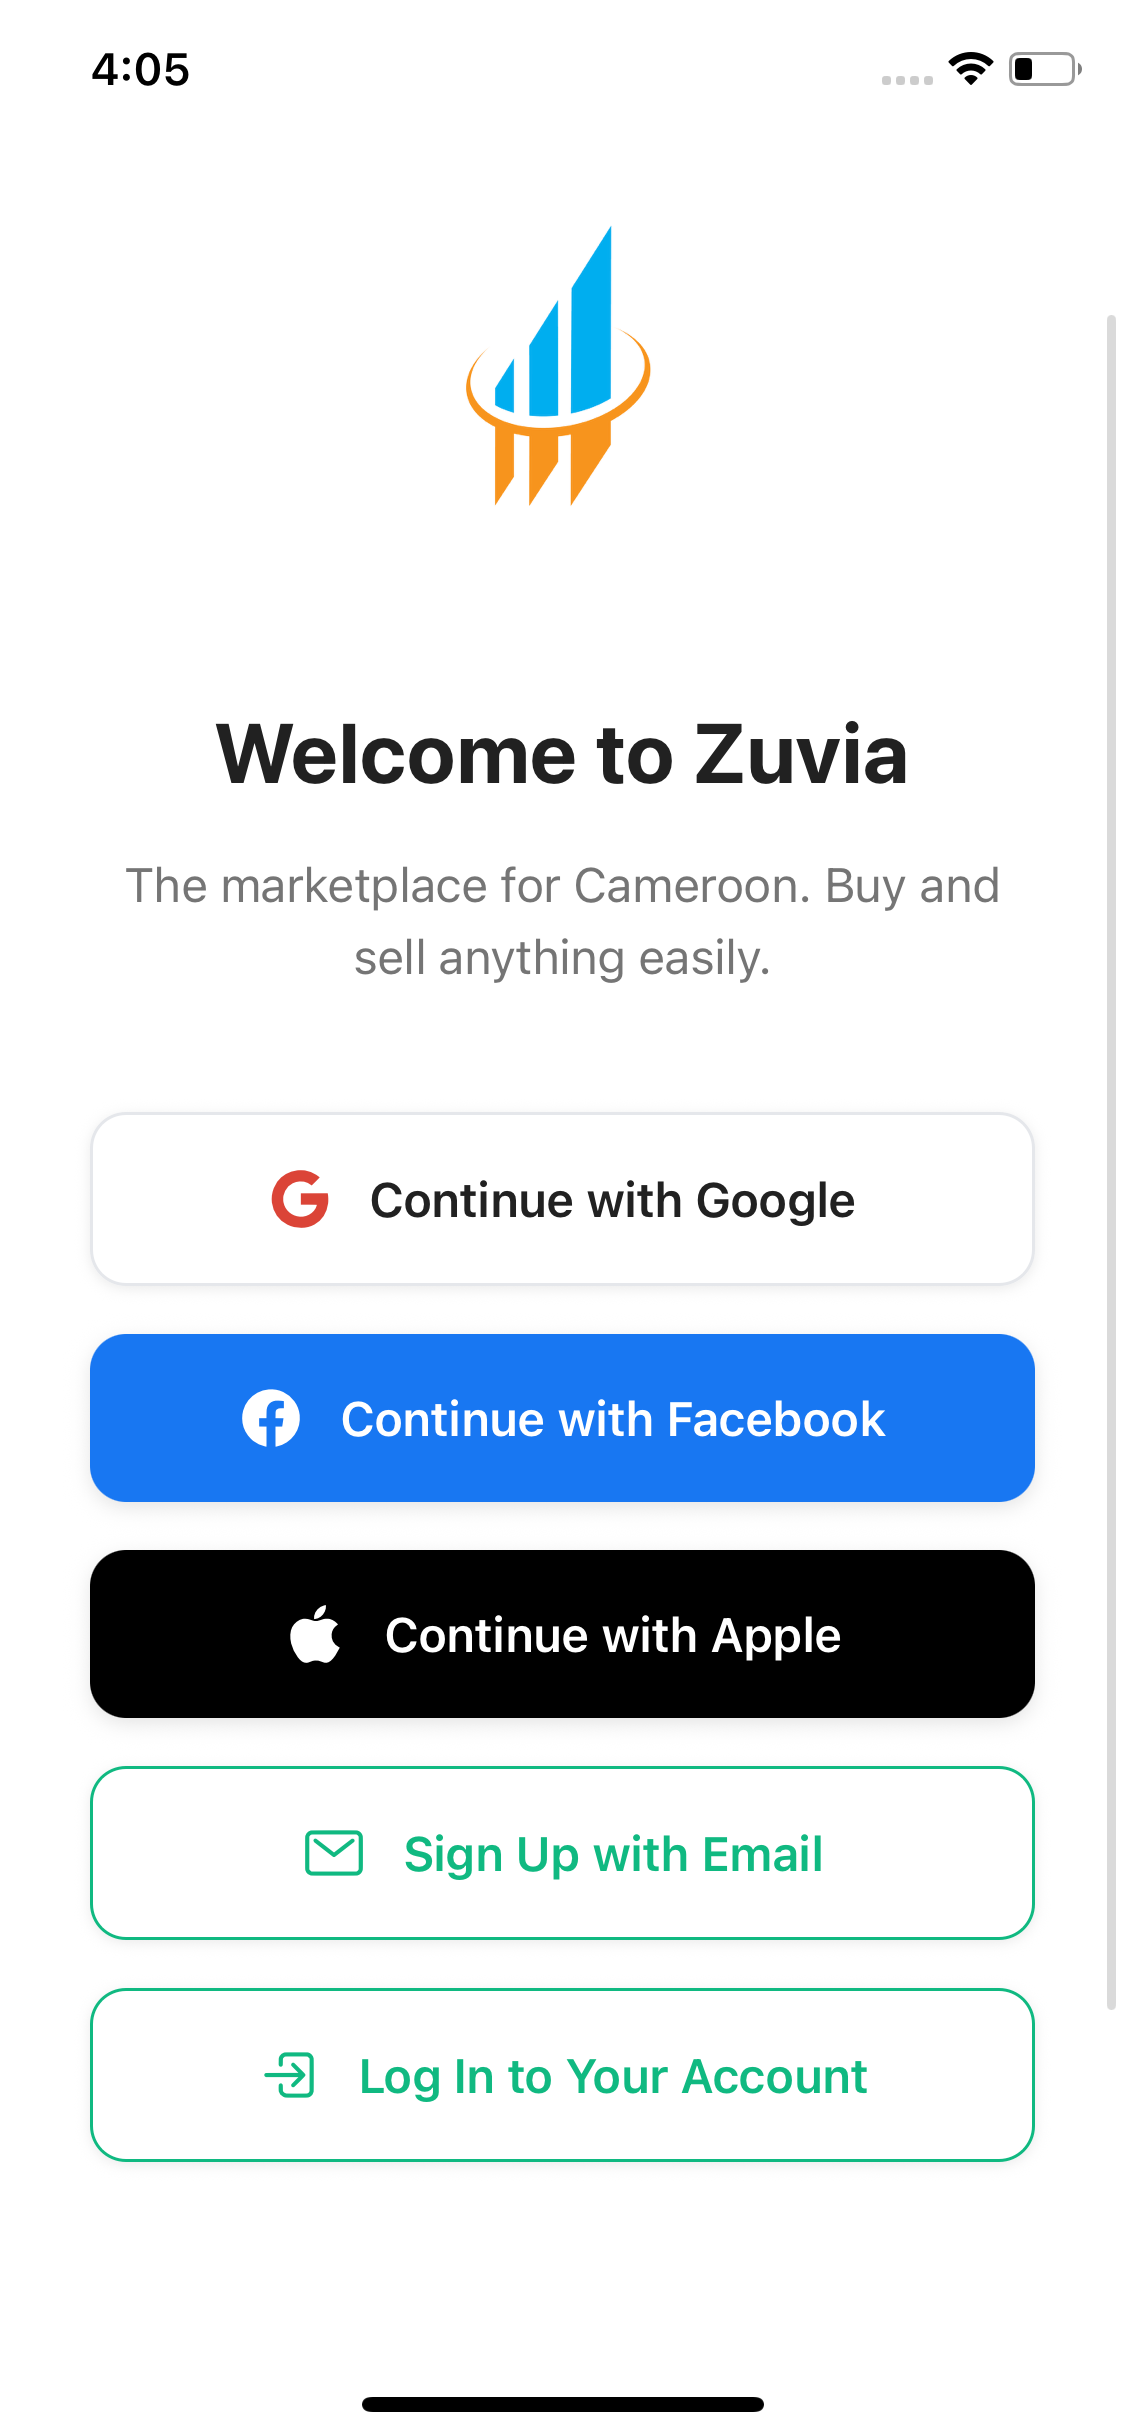 4:05
Welcome to Zuvia
The marketplace for Cameroon. Buy and
sell anything easily.
Continue with Google
Continue with Facebook
Continue with Apple
Sign Up with Email
Log In to Your Account